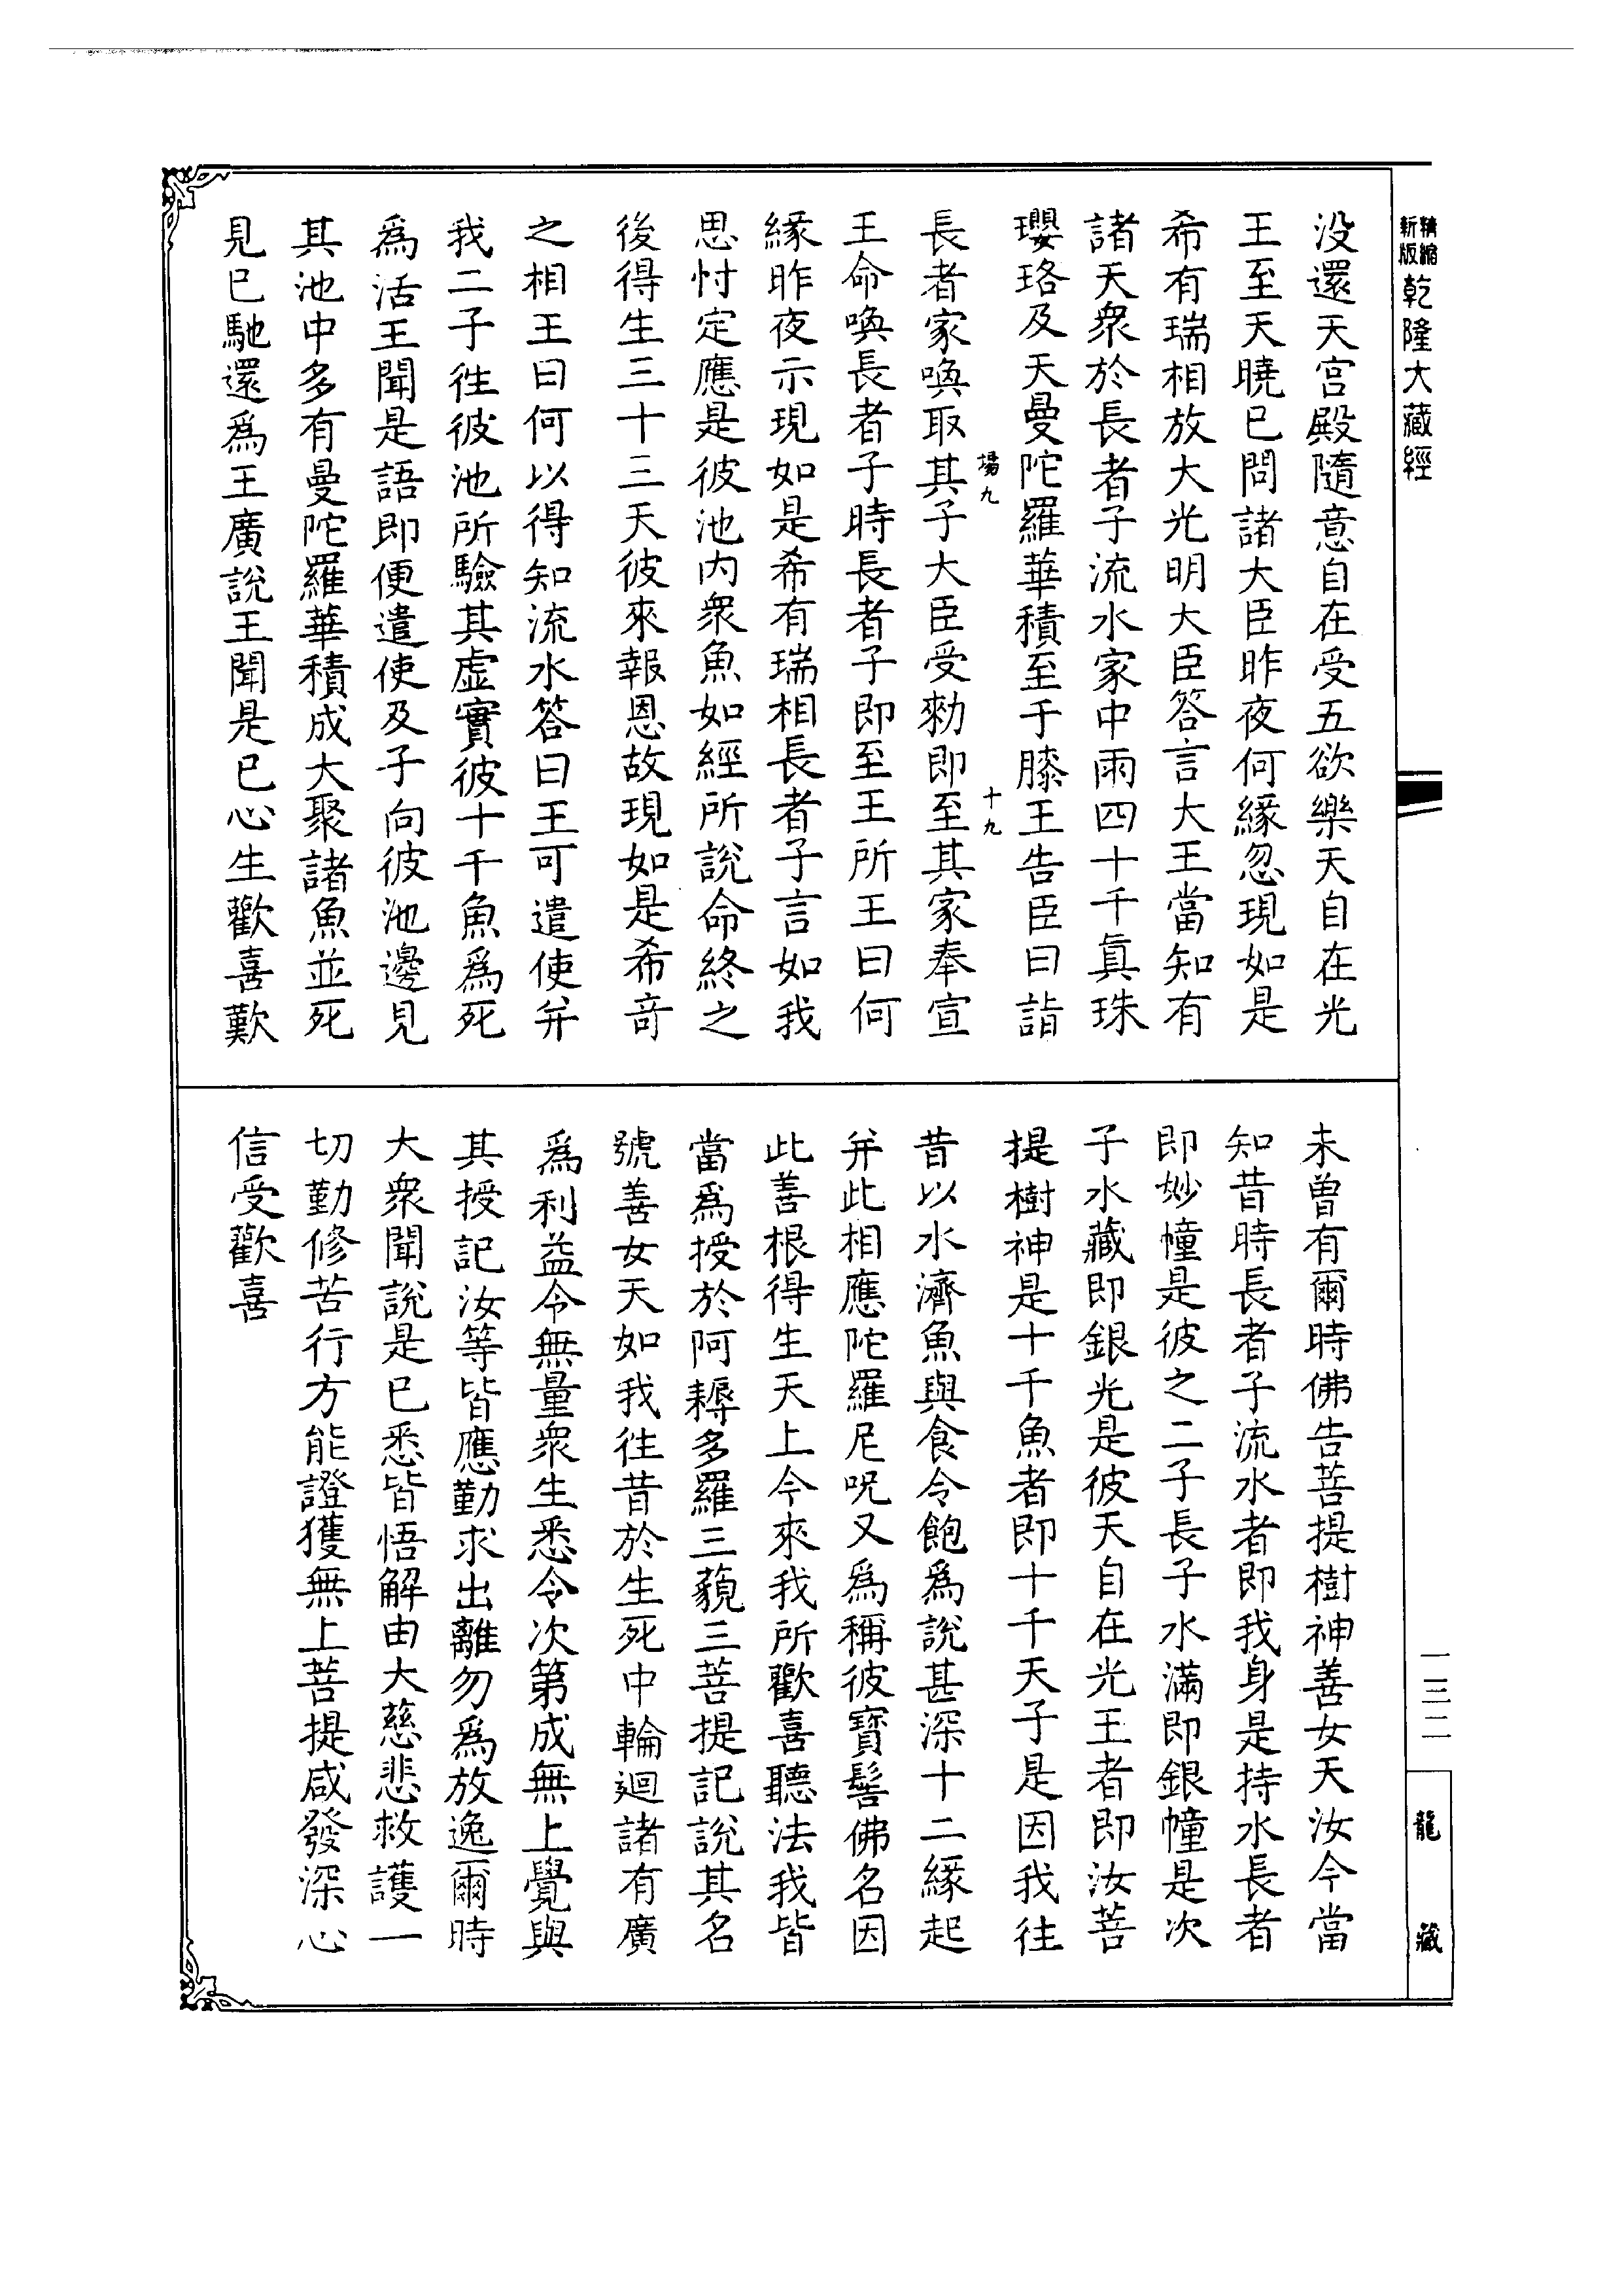 精縮
新版
乾隆大藏經
没還天宫殿隨意自在受五欲樂天自在光
王至天曉已問諸大臣昨夜何緣忽現如是
希有瑞相放大光明大臣答言大王當知有
諸天衆於長者子流水家中雨四十千眞珠
瓔珞及天曼陀羅華積至于膝王告臣曰詣
場九
十九
長者家喚取其子大臣受勅即至其家奉宣
王命喚長者子時長者子即至王所王曰何
緣昨夜示現如是希有瑞相長者子言如我
思忖定應是彼池内衆魚如經所說命終之
後得生三十三天彼來報恩故現如是希竒
之相王曰何以得知流水答曰王可遣使并
我二子往彼池所驗其虚實彼十千魚爲死
爲活王聞是語即便遣使及子向彼池邊見
其池中多有曼陀羅華積成大聚諸魚並死
見已馳還爲王廣說王聞是已心生歡喜歎
未曾有爾時佛告菩提樹神善女天汝今當
知昔時長者子流水者即我身是持水長者
即妙幢是彼之二子長子水滿即銀幢是次
子水藏即銀光是彼天自在光王者即汝菩
提樹神是十千魚者即十千天子是因我往
昔以水濟魚與食令飽爲說甚深十二緣起
并此相應陀羅尼呪又爲稱彼寳髻佛名因
此善根得生天上今來我所歡喜聽法我皆
當爲授於阿耨多羅三藐三菩提記說其名
號善女天如我往昔於生死中輪迴諸有廣
爲利益令無量衆生悉令次第成無上覺與
其授記汝等皆應勤求出離勿爲放逸爾時
大衆聞說是已悉皆悟解由大慈悲救護一
切勤修苦行方能證獲無上菩提咸發深心
信受歡喜
一三二
龍藏